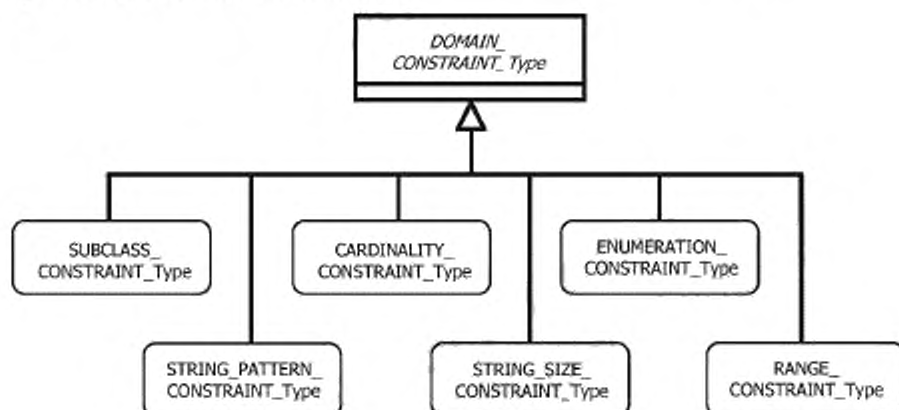 DOMAIN_
CONSTRAINT_Type
SUBCLASS_
CONSTRAINT_Type
CARDINALITY_
CONSTRAINT_Type
ENUMERATION_
CONSTRAINT_Type
STRING_PATTERN_
CONSTRAINT_Type
STRING_SIZE_
CONSTRAINT_Type
RANGE_
CONSTRAINT_Type